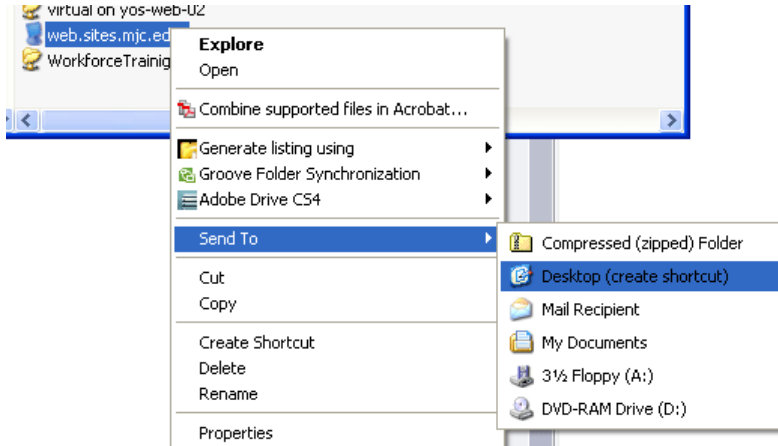 virtual on yos-web-02
web.sites.mjc.ed
WorkforceTrainig
Explore
Open
Combine supported files in Acrobat...
Generate listing using
Groove Folder Synchronization
Adobe Drive CS4
Send To
Cut
Copy
Create Shortcut
Delete
Rename
Properties
Compressed (zipped) Folder
Desktop (create shortcut)
Mail Recipient
My Documents
3½ Floppy (A:)
DVD-RAM Drive (D:)